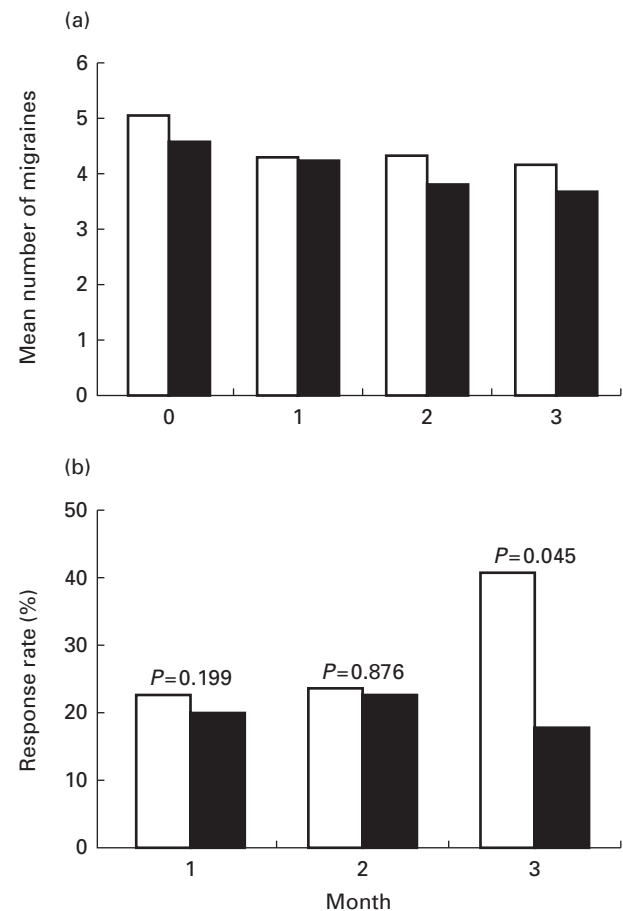 (a)
Mean number of migraines
6
5
4
3
2
1
0
0 1 2 3
(b)
Response rate (%)
50
40
30
20
10
0
P=0.199
P=0.876
P=0.045
1 2 3
Month